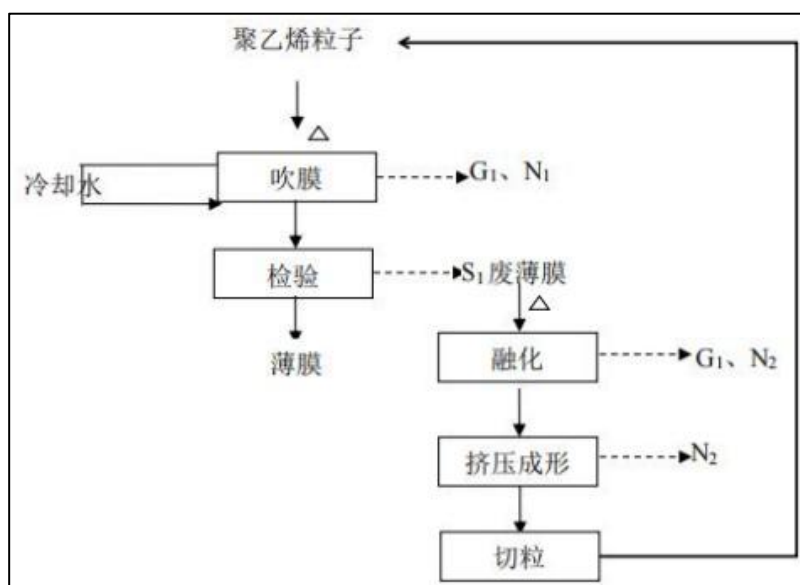 聚乙烯粒子
△
冷却水
吹膜
G₁、N₁
检验
S₁废薄膜
△
薄膜
融化
G₁、N₂
挤压成形
N₂
切粒